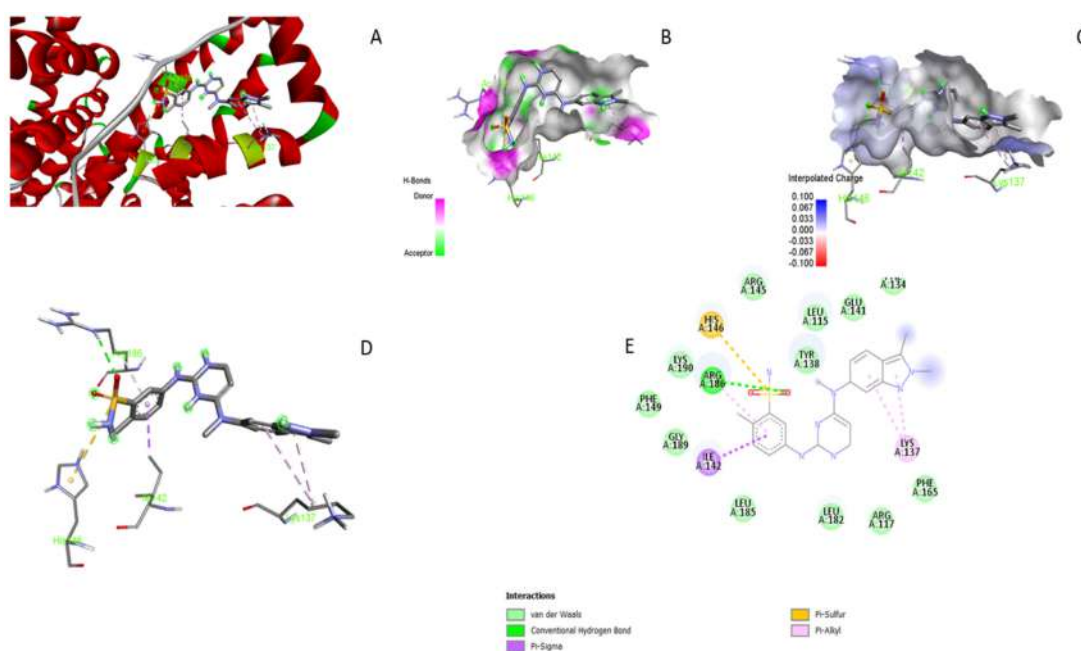 A
B
C
H-Bonds
Donor
Acceptor
Interpolated Charge
0.100
0.067
0.033
0.000
-0.033
-0.067
-0.100
D
E
ARG
A:145
A:134
HIS
A:146
LEU
A:115
GLU
A:141
LYS
A:190
ARG
A:186
TYR
A:138
PHE
A:149
GLY
A:189
ILE
A:142
LYS
A:137
PHE
A:165
LEU
A:185
LEU
A:182
ARG
A:117
Interactions
van der Waals
Conventional Hydrogen Bond
Pi-Sigma
Pi-Sulfur
Pi-Alkyl